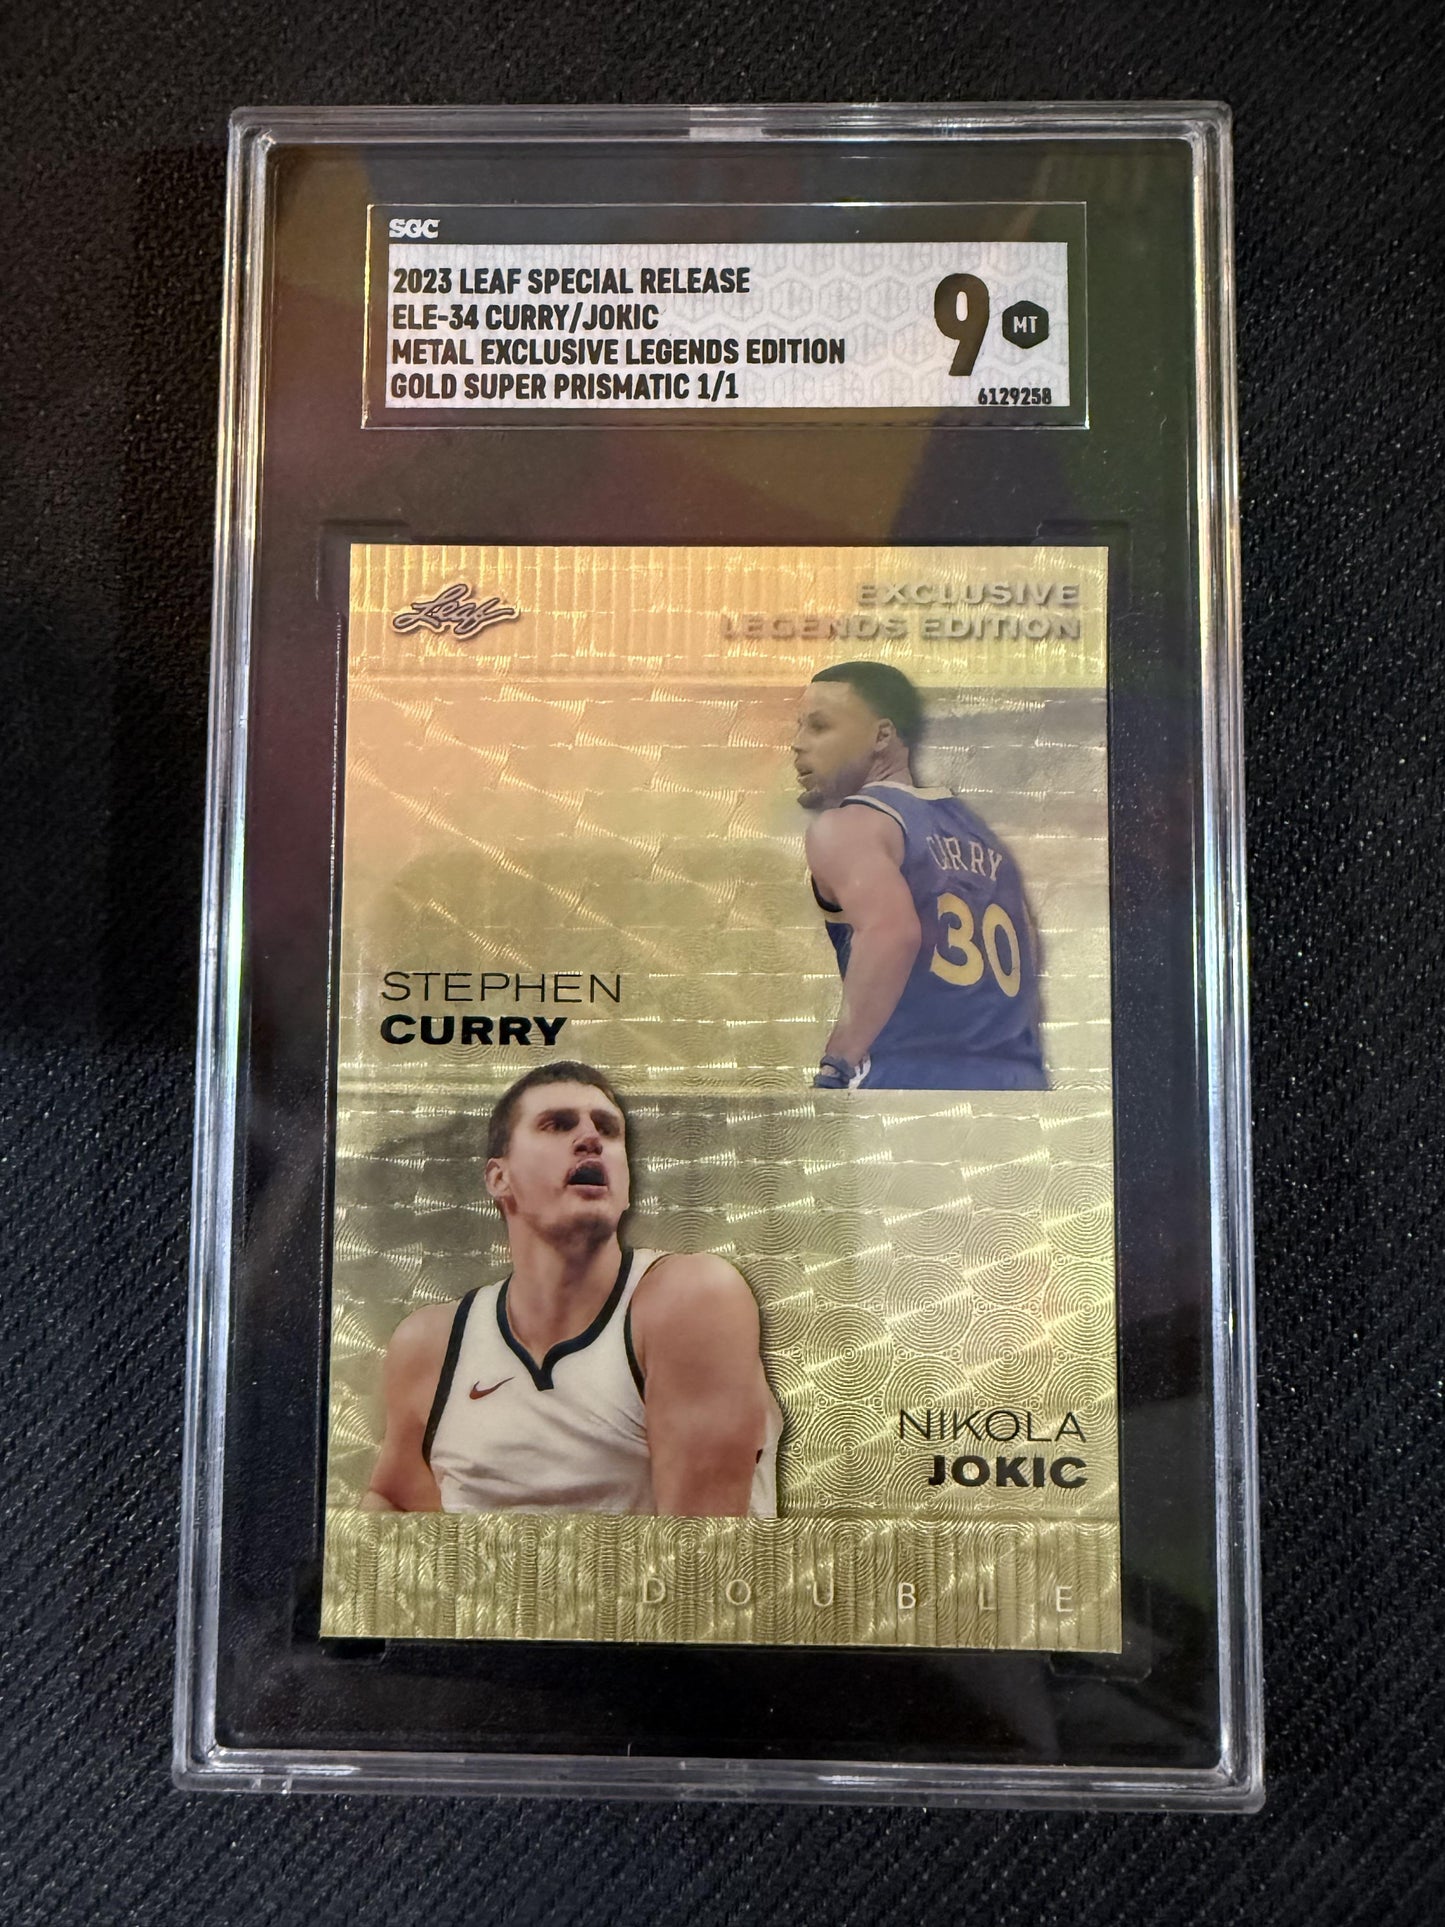 SGC
2023 LEAF SPECIAL RELEASE
ELE-34 CURRY/JOKIC
METAL EXCLUSIVE LEGENDS EDITION
GOLD SUPER PRISMATIC 1/1
9
MT
6129258
Leaf
EXCLUSIVE
LEGENDS EDITION
CURRY
30
STEPHEN
CURRY
NIKOLA
JOKIC
DOUBLE